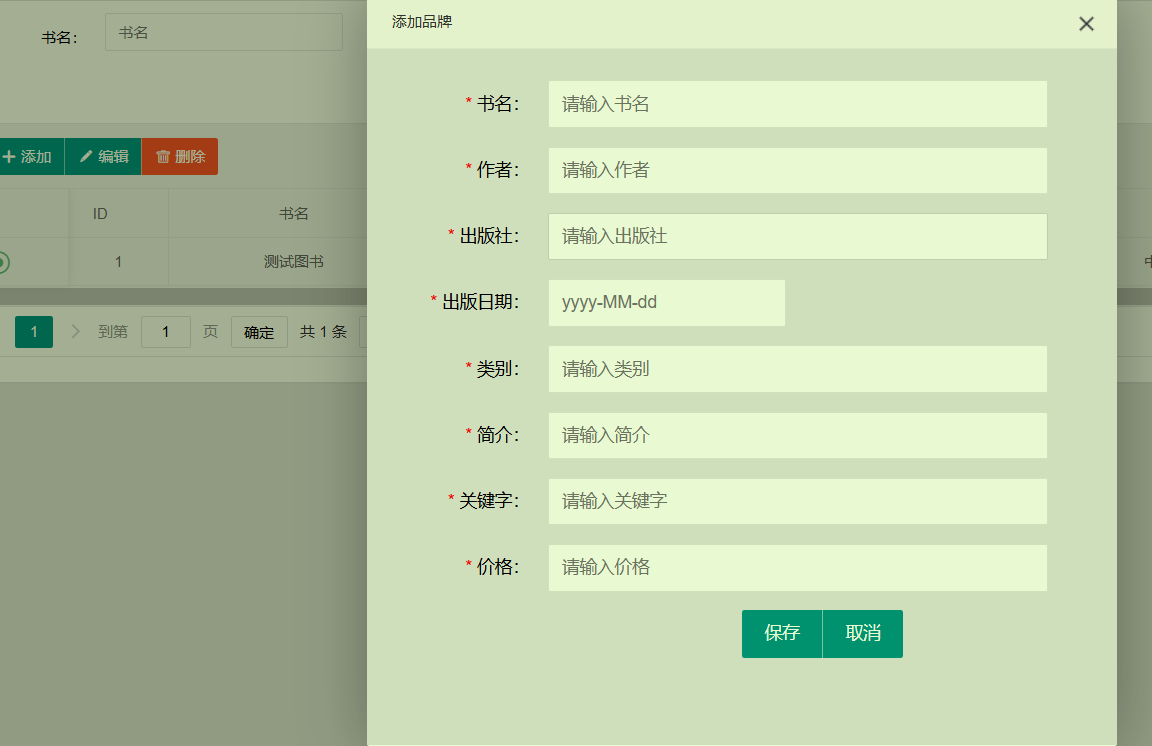 书名： 书名
添加 编辑 删除
ID 书名
1 测试图书
1 到第 1 页 确定 共 1 条
添加品牌
* 书名： 请输入书名
* 作者： 请输入作者
* 出版社： 请输入出版社
* 出版日期： yyyy-MM-dd
* 类别： 请输入类别
* 简介： 请输入简介
* 关键字： 请输入关键字
* 价格： 请输入价格
保存 取消